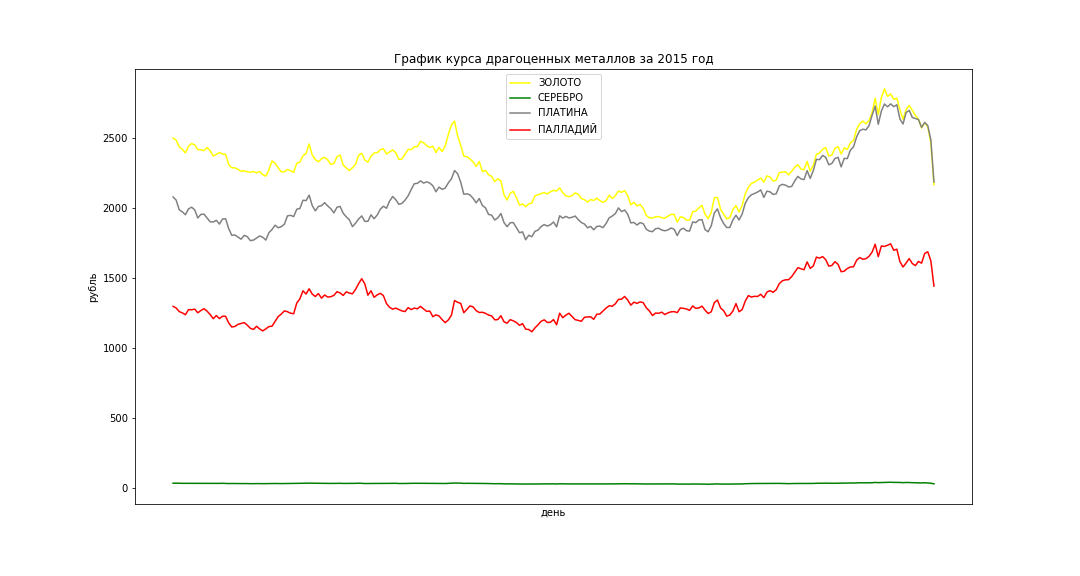 График курса драгоценных металлов за 2015 год
ЗОЛОТО
СЕРЕБРО
ПЛАТИНА
ПАЛЛАДИЙ
2500
2000
1500
1000
500
0
рубль
день